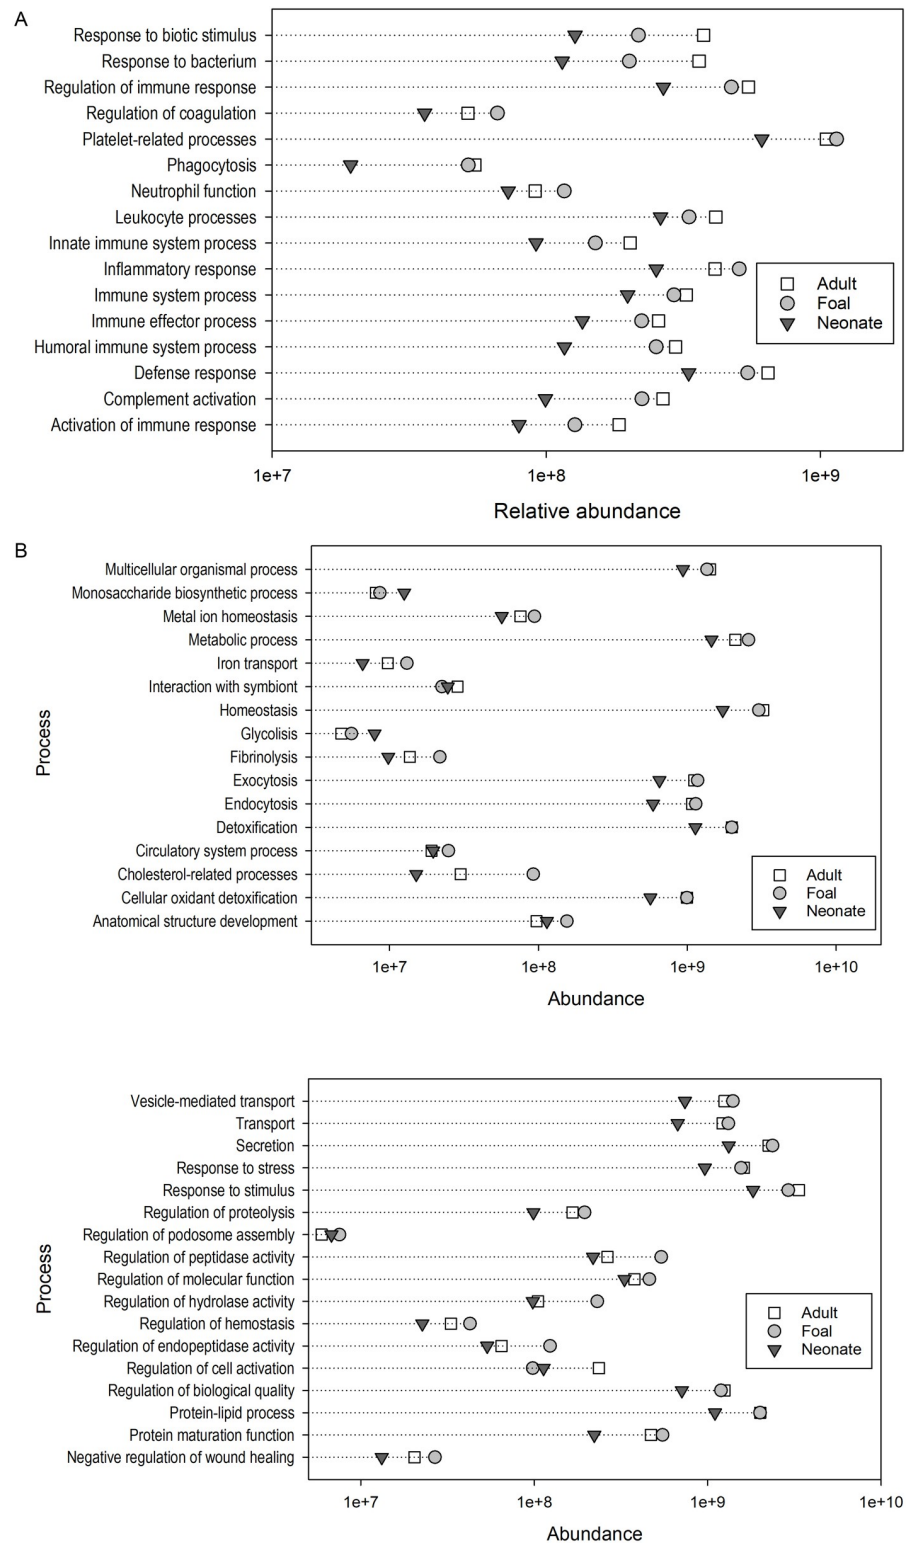 A
Response to biotic stimulus
Response to bacterium
Regulation of immune response
Regulation of coagulation
Platelet-related processes
Phagocytosis
Neutrophil function
Leukocyte processes
Innate immune system process
Inflammatory response
Immune system process
Immune effector process
Humoral immune system process
Defense response
Complement activation
Activation of immune response
Adult
Foal
Neonate
1e+7 1e+8 1e+9
Relative abundance
B
Process
Multicellular organismal process
Monosaccharide biosynthetic process
Metal ion homeostasis
Metabolic process
Iron transport
Interaction with symbiont
Homeostasis
Glycolisis
Fibrinolysis
Exocytosis
Endocytosis
Detoxification
Circulatory system process
Cholesterol-related processes
Cellular oxidant detoxification
Anatomical structure development
Adult
Foal
Neonate
1e+7 1e+8 1e+9 1e+10
Abundance
Process
Vesicle-mediated transport
Transport
Secretion
Response to stress
Response to stimulus
Regulation of proteolysis
Regulation of podosome assembly
Regulation of peptidase activity
Regulation of molecular function
Regulation of hydrolase activity
Regulation of hemostasis
Regulation of endopeptidase activity
Regulation of cell activation
Regulation of biological quality
Protein-lipid process
Protein maturation function
Negative regulation of wound healing
Adult
Foal
Neonate
1e+7 1e+8 1e+9 1e+10
Abundance